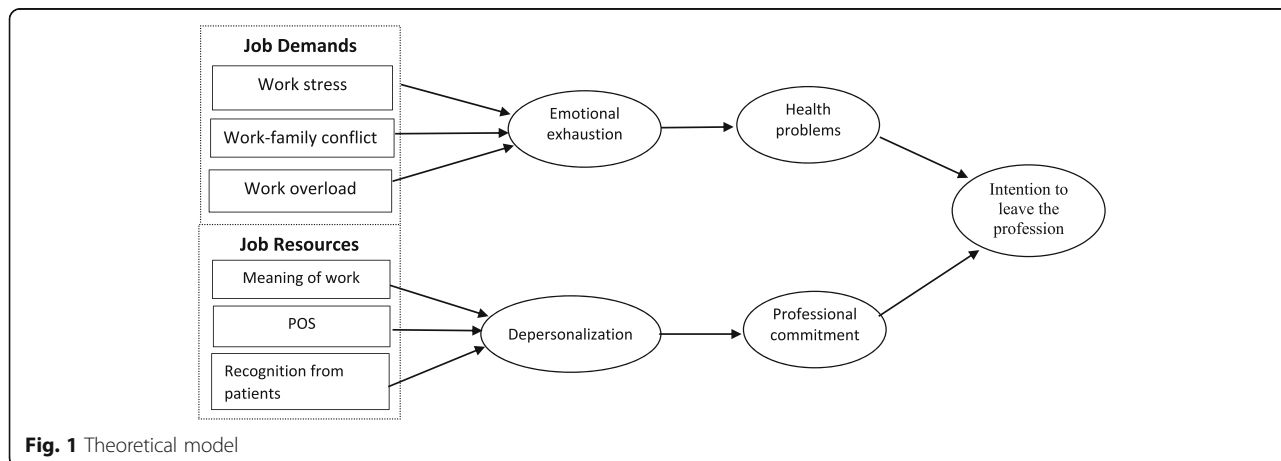 Job Demands
Work stress
Work-family conflict
Work overload
Job Resources
Meaning of work
POS
Recognition from
patients
Emotional
exhaustion
Depersonalization
Health
problems
Professional
commitment
Intention to
leave the
profession
Fig. 1 Theoretical model